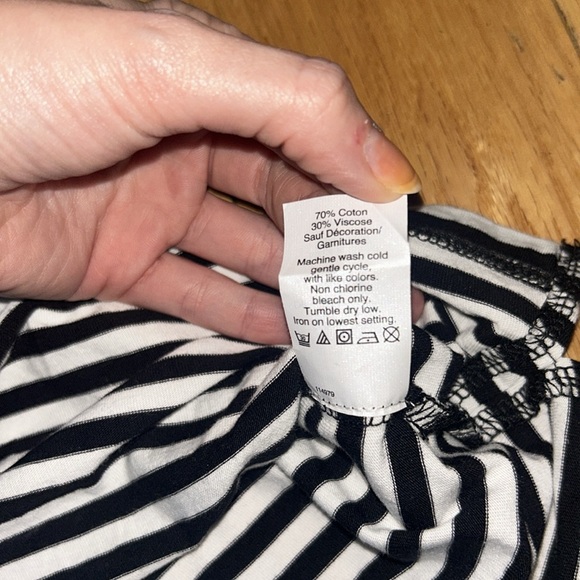 70% Coton
30% Viscose
Sauf Décoration/
Garnitures
Machine wash cold
gentle cycle,
with like colors.
Non chlorine
bleach only.
Tumble dry low.
Iron on lowest setting.
114979